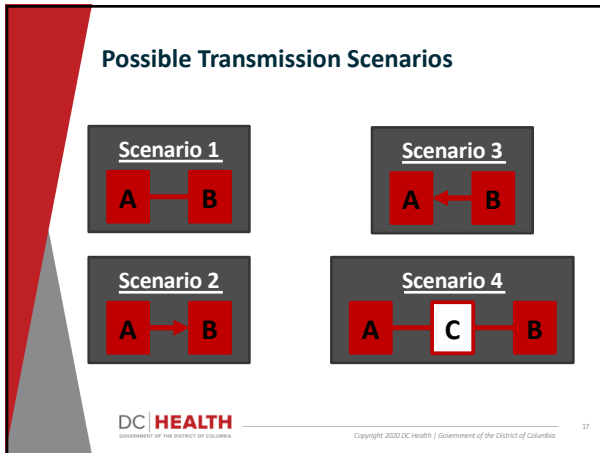 Possible Transmission Scenarios
Scenario 1
A B
Scenario 2
A B
Scenario 3
A B
Scenario 4
A C B
DC HEALTH
GOVERNMENT OF THE DISTRICT OF COLUMBIA
Copyright 2020 DC Health | Government of the District of Columbia
17